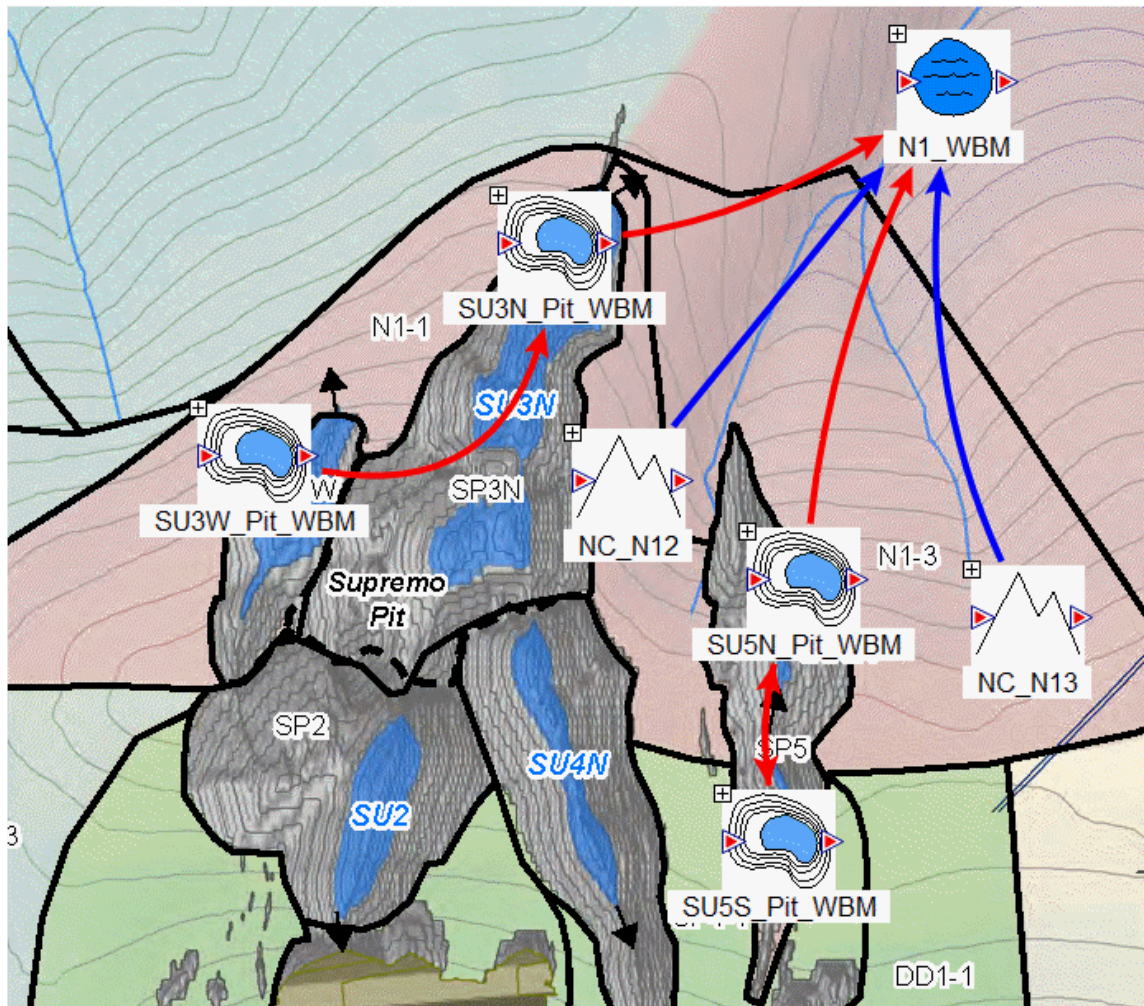 N1_WBM
SU3N_Pit_WBM
N1-1
SU3N
W
SP3N
SU3W_Pit_WBM
NC_N12
N1-3
Supremo
Pit
SU5N_Pit_WBM
NC_N13
SP2
SP5
SU4N
SU2
3
SU5S_Pit_WBM
DD1-1